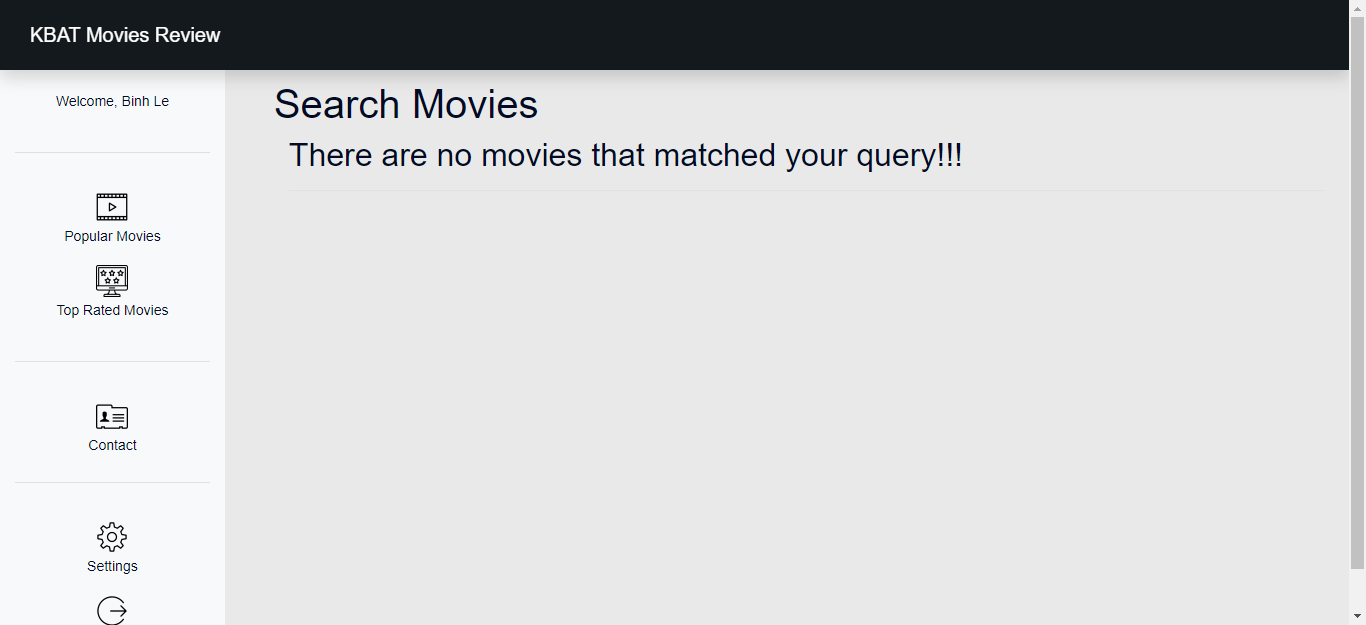 KBAT Movies Review
Welcome, Binh Le
Popular Movies
Top Rated Movies
Contact
Settings
Search Movies
There are no movies that matched your query!!!